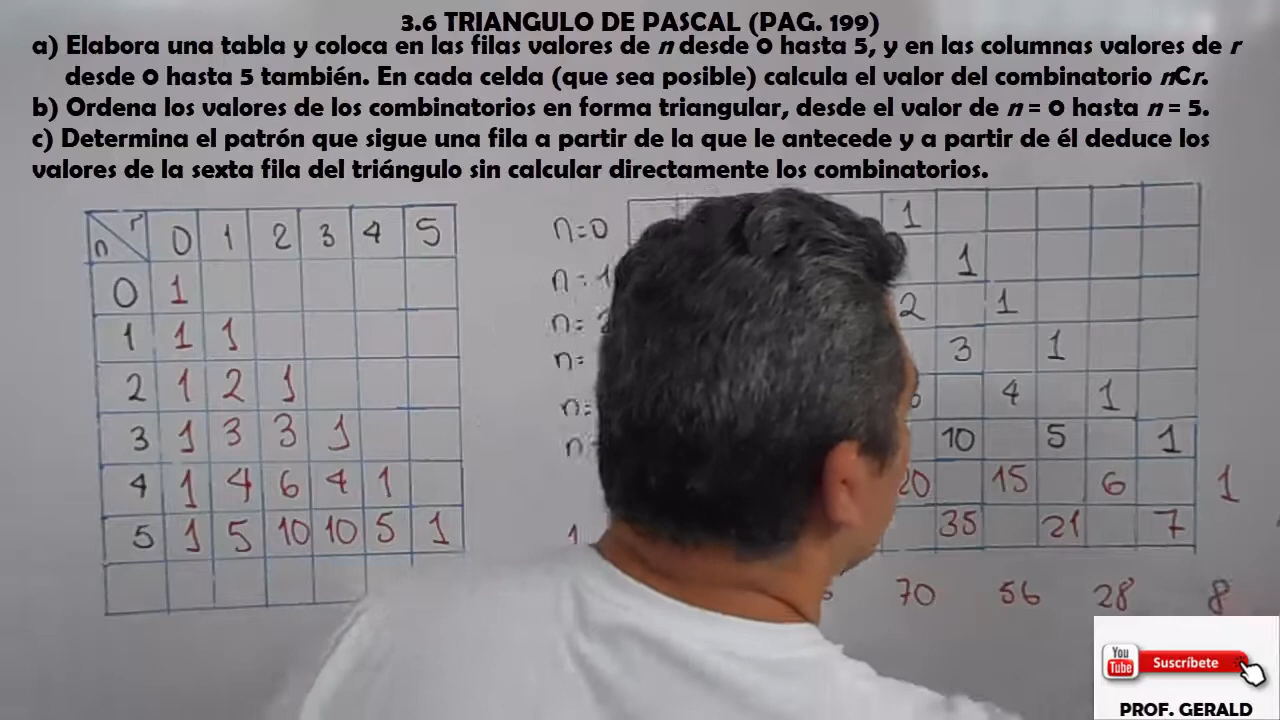 3.6 TRIANGULO DE PASCAL (PAG. 199)
a) Elabora una tabla y coloca en las filas valores de n desde 0 hasta 5, y en las columnas valores de r
desde 0 hasta 5 también. En cada celda (que sea posible) calcula el valor del combinatorio nCr.
b) Ordena los valores de los combinatorios en forma triangular, desde el valor de n = 0 hasta n = 5.
c) Determina el patrón que sigue una fila a partir de la que le antecede y a partir de él deduce los
valores de la sexta fila del triángulo sin calcular directamente los combinatorios.
n r 0 1 2 3 4 5
0 1
1 1 1
2 1 2 1
3 1 3 3 1
4 1 4 6 4 1
5 1 5 10 10 5 1
n=0 1
n=1 1
n=2 2 1
n= 3 1
n= 4 1
10 5 1
20 15 6 1
1 35 21 7
70 56 28 8
You Tube Suscríbete
PROF. GERALD